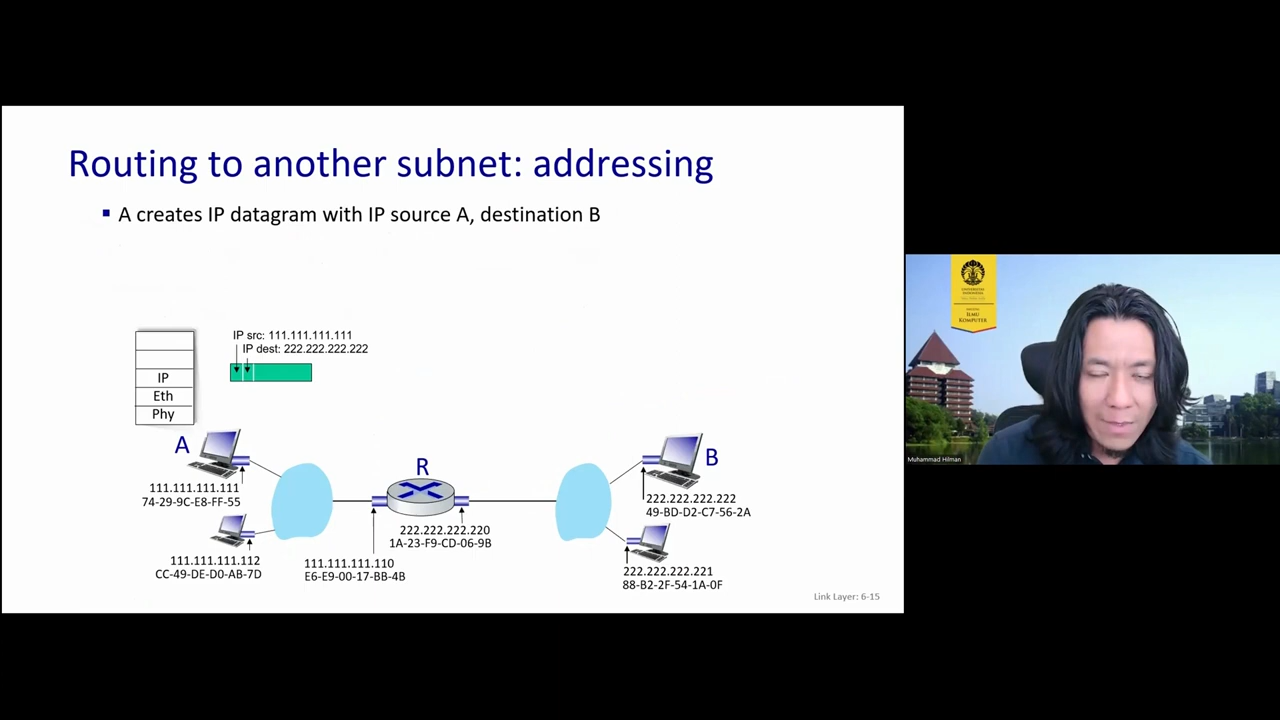 Routing to another subnet: addressing
▪ A creates IP datagram with IP source A, destination B
IP src: 111.111.111.111
IP dest: 222.222.222.222
IP
Eth
Phy
A
111.111.111.111
74-29-9C-E8-FF-55
111.111.111.112
CC-49-DE-D0-AB-7D
R
222.222.222.220
1A-23-F9-CD-06-9B
111.111.111.110
E6-E9-00-17-BB-4B
B
222.222.222.222
49-BD-D2-C7-56-2A
222.222.222.221
88-B2-2F-54-1A-0F
Link Layer: 6-15
UNIVERSITAS
INDONESIA
ILMU
KOMPUTER
Muhammad Hilman